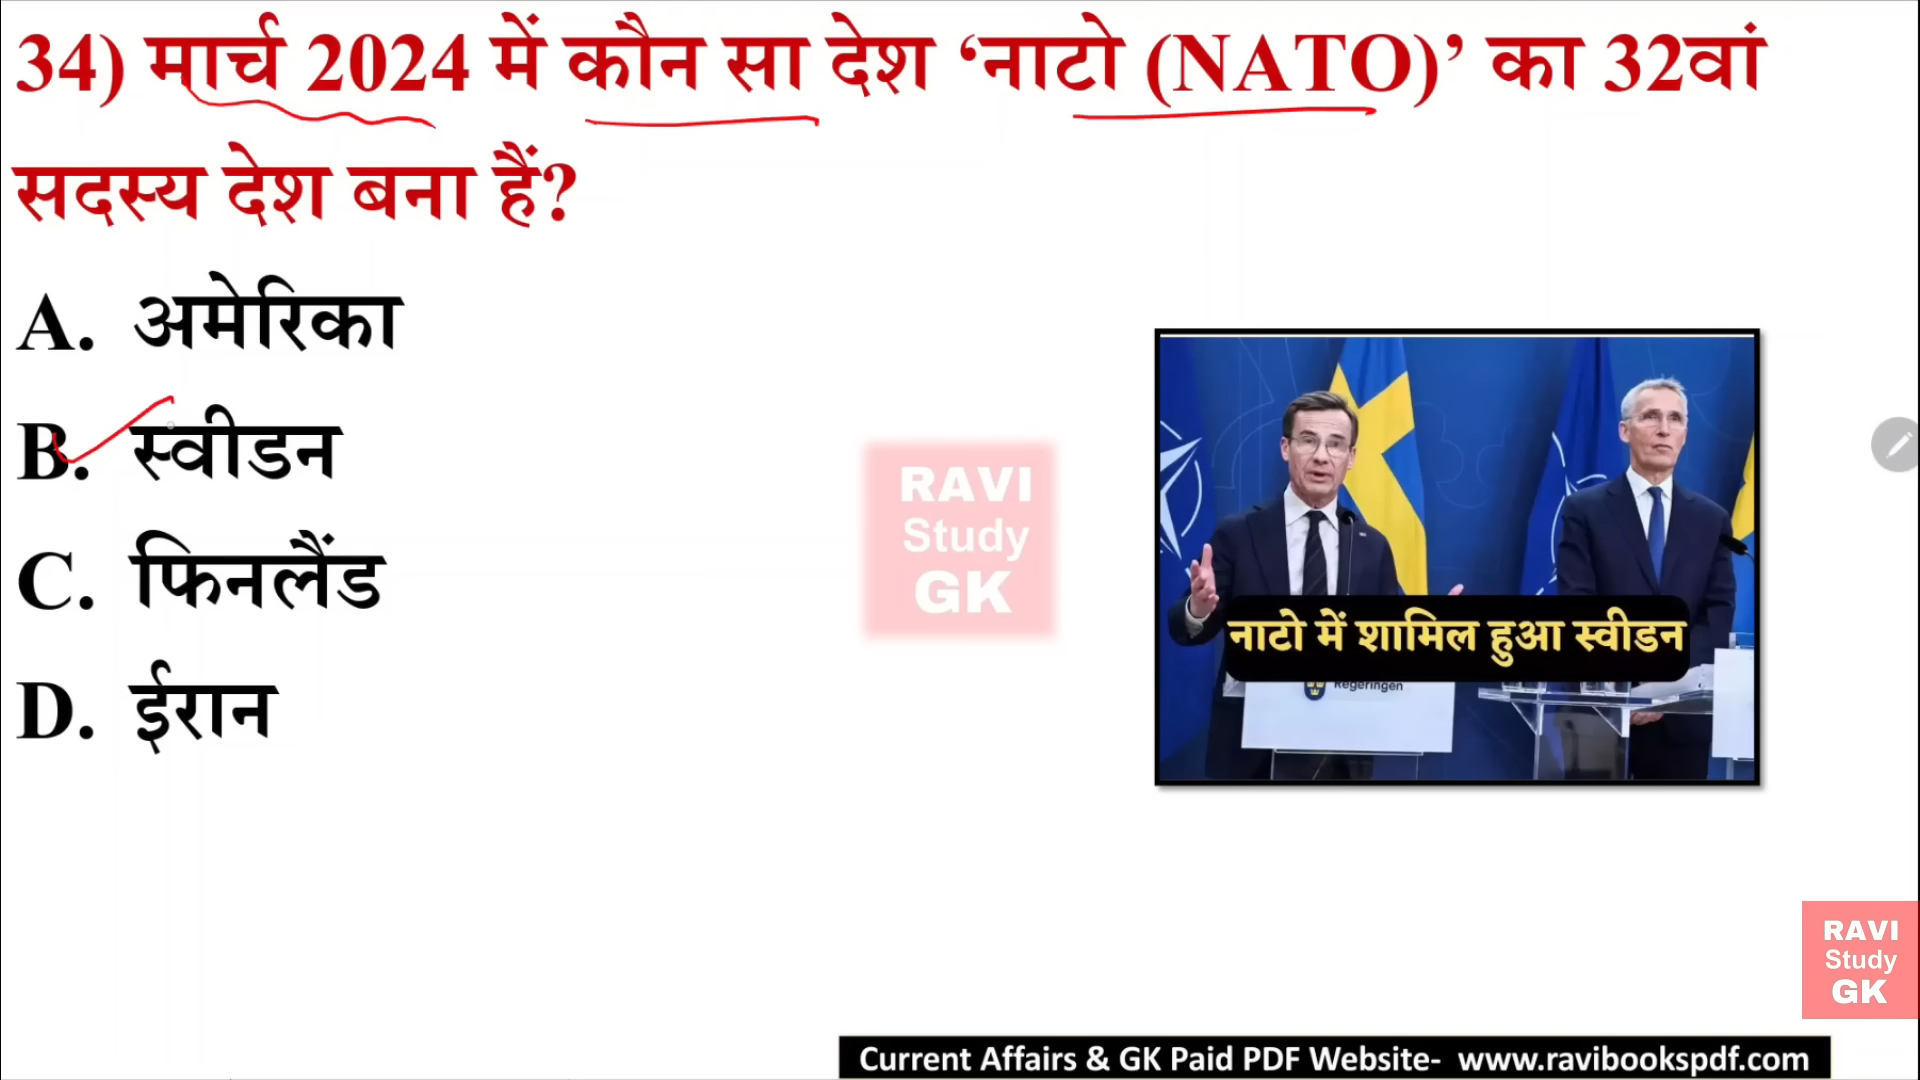 34) मार्च 2024 में कौन सा देश ‘नाटो (NATO)’ का 32वां
सदस्य देश बना हैं?
A. अमेरिका
B. स्वीडन
C. फिनलैंड
D. ईरान
RAVI
Study
GK
नाटो में शामिल हुआ स्वीडन
Regeringen
RAVI
Study
GK
Current Affairs & GK Paid PDF Website- www.ravibookspdf.com